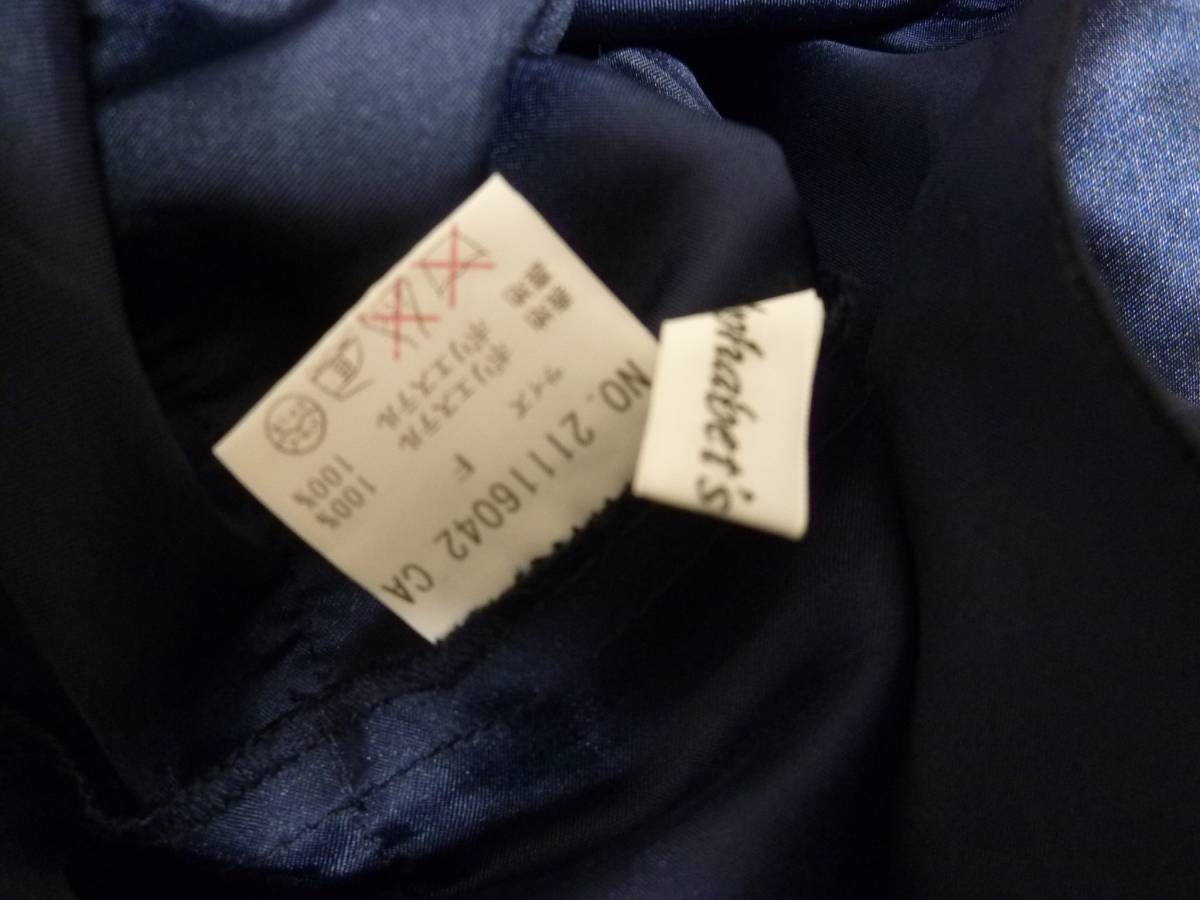 NO. 21116042 CA
サイズ F
表地 ポリエステル 100%
裏地 ポリエステル 100%
Alphabet's